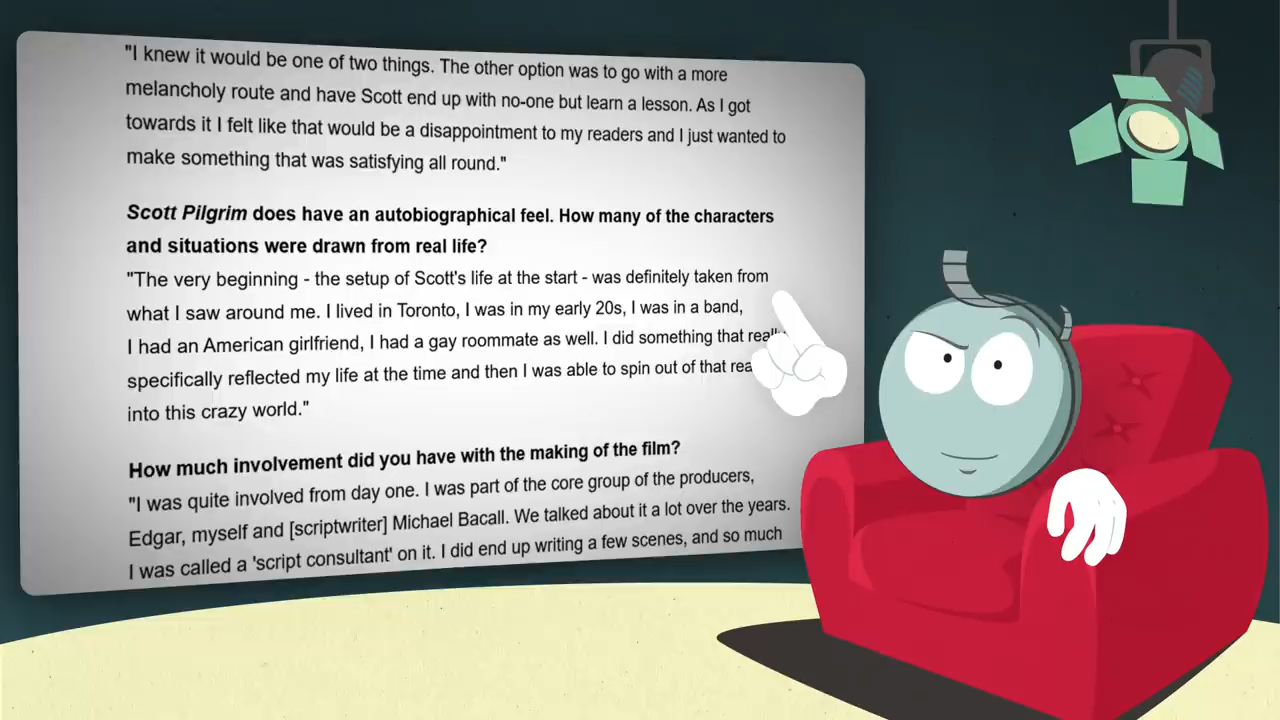 "I knew it would be one of two things. The other option was to go with a more
melancholy route and have Scott end up with no-one but learn a lesson. As I got
towards it I felt like that would be a disappointment to my readers and I just wanted to
make something that was satisfying all round."
Scott Pilgrim does have an autobiographical feel. How many of the characters
and situations were drawn from real life?
"The very beginning - the setup of Scott's life at the start - was definitely taken from
what I saw around me. I lived in Toronto, I was in my early 20s, I was in a band,
I had an American girlfriend, I had a gay roommate as well. I did something that really
specifically reflected my life at the time and then I was able to spin out of that
into this crazy world."
How much involvement did you have with the making of the film?
"I was quite involved from day one. I was part of the core group of the producers,
Edgar, myself and [scriptwriter] Michael Bacall. We talked about it a lot over the years.
I was called a 'script consultant' on it. I did end up writing a few scenes, and so much